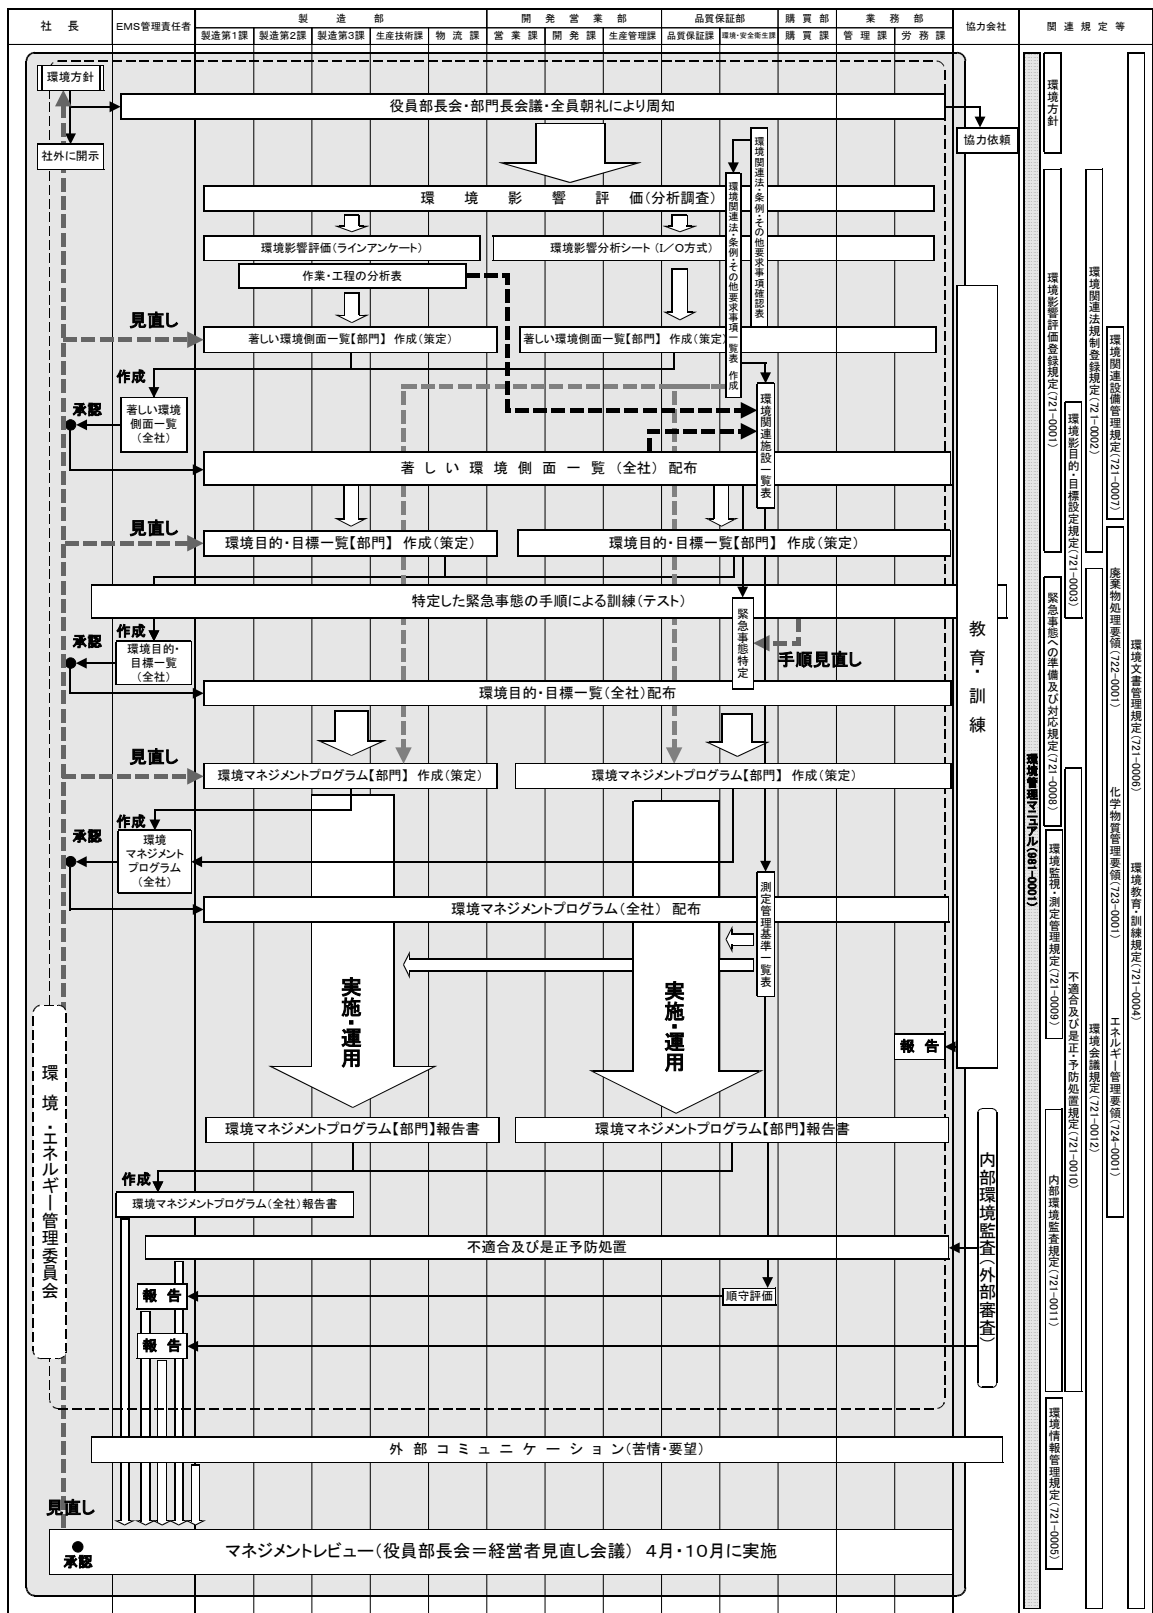 社 長
EMS管理責任者
製 造 部
開 発 営 業 部
品質保証部
購 買 部
業 務 部
協力会社
関 連 規 定 等
製造第1課
製造第2課
製造第3課
生産技術課
物 流 課
営 業 課
開 発 課
生産管理課
品質保証課
環境・安全衛生課
購 買 課
管 理 課
労 務 課
環境方針
役員部長会・部門長会議・全員朝礼により周知
社外に開示
協力依頼
環境関連法・条例・その他要求事項確認表
環境関連法・条例・その他要求事項一覧表 作成
環 境 影 響 評 価(分析調査)
環境影響評価(ラインアンケート)
環境影響分析シート(I/O方式)
作業・工程の分析表
見直し
著しい環境側面一覧【部門】 作成(策定)
著しい環境側面一覧【部門】 作成(策定)
作成
承認
著しい環境
側面一覧
(全社)
環境関連施設一覧表
著 し い 環 境 側 面 一 覧 (全社) 配布
見直し
環境目的・目標一覧【部門】 作成(策定)
環境目的・目標一覧【部門】 作成(策定)
特定した緊急事態の手順による訓練(テスト)
緊急事態特定
作成
承認
環境目的・
目標一覧
(全社)
手順見直し
教育・訓練
環境目的・目標一覧(全社)配布
見直し
環境マネジメントプログラム【部門】 作成(策定)
環境マネジメントプログラム【部門】 作成(策定)
作成
承認
環境
マネジメント
プログラム
(全社)
測定管理基準一覧表
環境マネジメントプログラム(全社) 配布
実施・運用
実施・運用
報 告
環境・エネルギー管理委員会
環境マネジメントプログラム【部門】報告書
環境マネジメントプログラム【部門】報告書
作成
環境マネジメントプログラム(全社)報告書
内部環境監査(外部審査)
不適合及び是正予防処置
報 告
順守評価
報 告
外 部 コ ミ ュ ニ ケ ー シ ョ ン(苦情・要望)
見直し
承認
マネジメントレビュー(役員部長会=経営者見直し会議) 4月・10月に実施
環境管理マニュアル(981-0001)
環境方針
環境影響評価登録規定(721-0001)
緊急事態への準備及び対応規定(721-0008)
環境監視・測定管理規定(721-0009)
内部環境監査規定(721-0011)
環境情報管理規定(721-0005)
環境影目的・目標設定規定(721-0003)
不適合及び是正・予防処置規定(721-0010)
環境関連法規制登録規定(721-0002)
環境会議規定(721-0012)
環境関連設備管理規定(721-0007)
廃棄物処理要領(722-0001)
化学物質管理要領(723-0001)
エネルギー管理要領(724-0001)
環境文書管理規定(721-0006)
環境教育・訓練規定(721-0004)